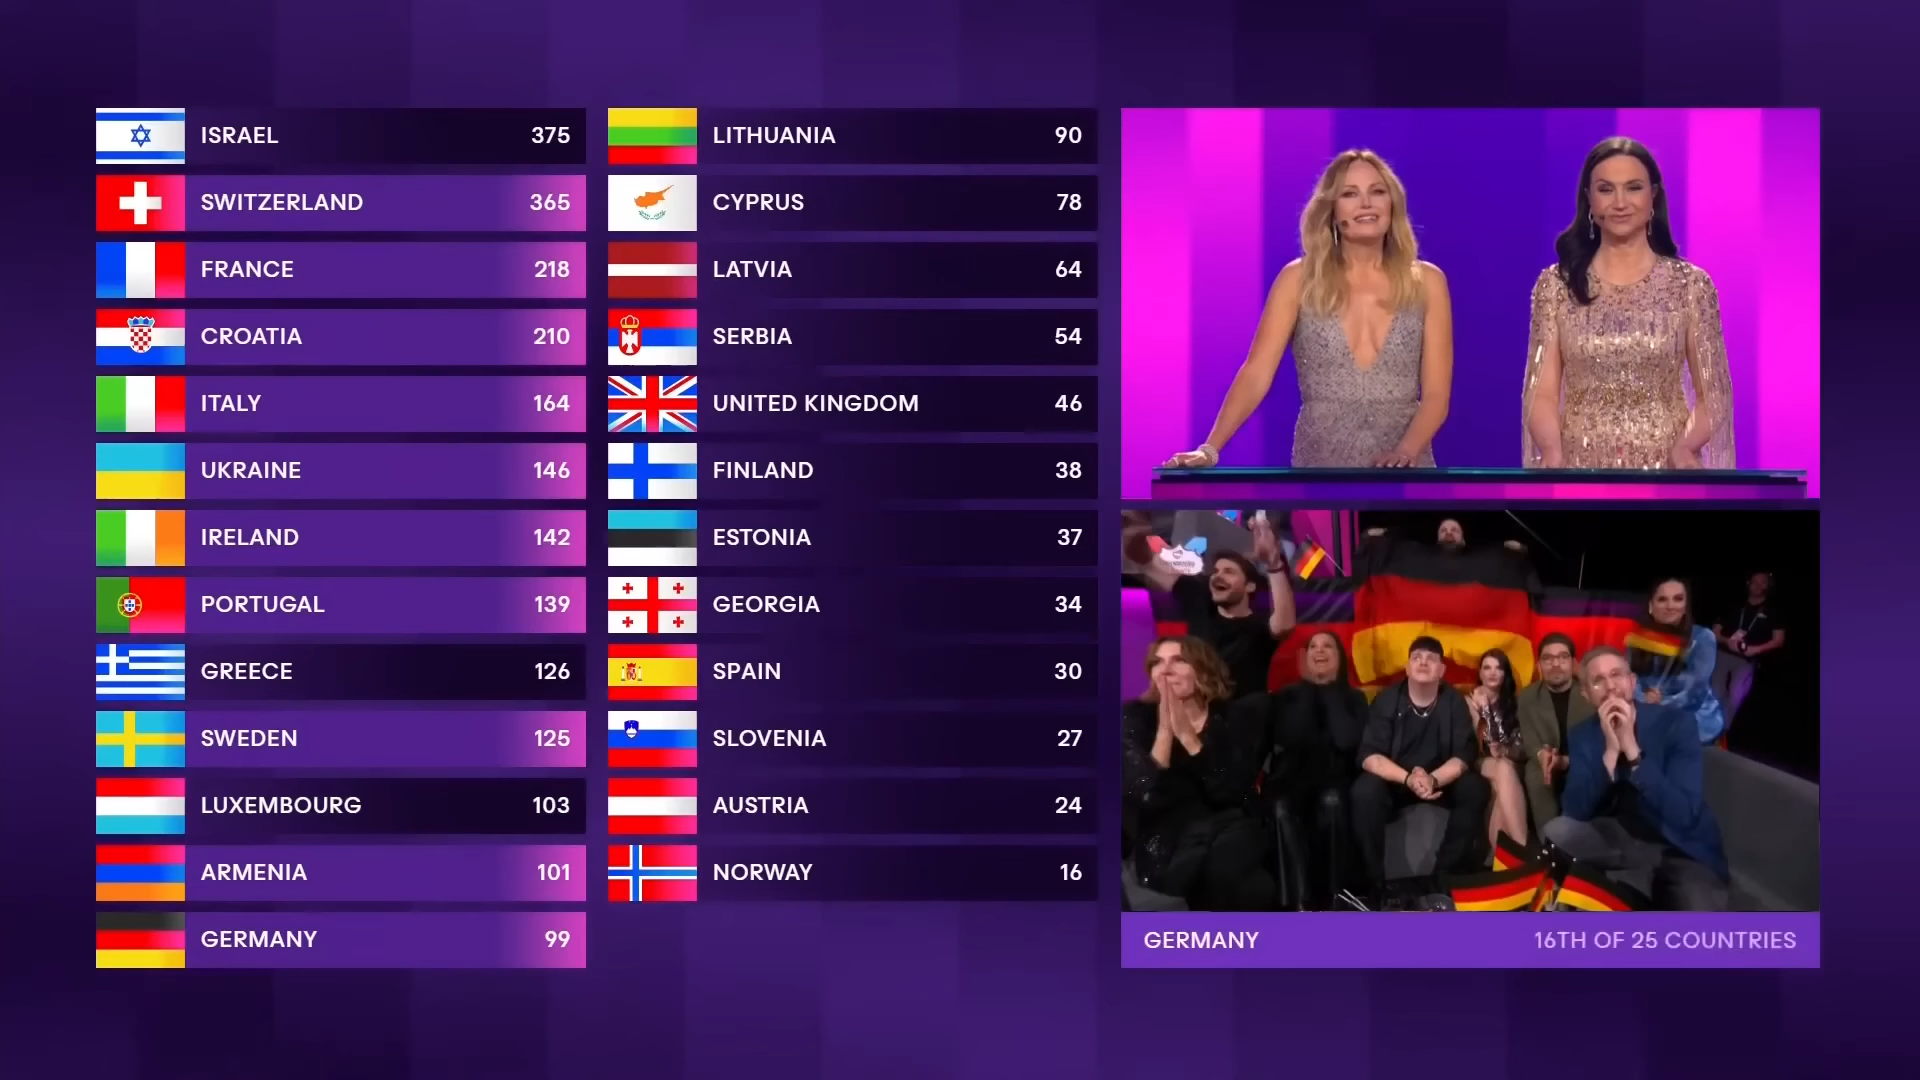 ISRAEL 375
SWITZERLAND 365
FRANCE 218
CROATIA 210
ITALY 164
UKRAINE 146
IRELAND 142
PORTUGAL 139
GREECE 126
SWEDEN 125
LUXEMBOURG 103
ARMENIA 101
GERMANY 99
LITHUANIA 90
CYPRUS 78
LATVIA 64
SERBIA 54
UNITED KINGDOM 46
FINLAND 38
ESTONIA 37
GEORGIA 34
SPAIN 30
SLOVENIA 27
AUSTRIA 24
NORWAY 16
GERMANY 16TH OF 25 COUNTRIES